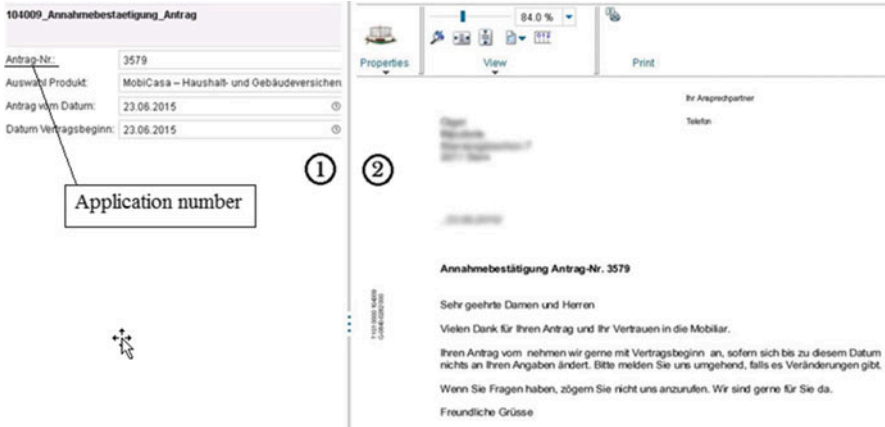 104009_Annahmebestaetigung_Antrag
Antrag-Nr.: 3579
Auswahl Produkt: MobiCasa – Haushalt- und Gebäudeversichen
Antrag vom Datum: 23.06.2015
Datum Vertragsbeginn: 23.06.2015
Application number
1
2
84.0 %
Properties
View
Print
Ihr Ansprechpartner
Telefon
Annahmebestätigung Antrag-Nr. 3579
Sehr geehrte Damen und Herren
Vielen Dank für Ihren Antrag und Ihr Vertrauen in die Mobiliar.
Ihren Antrag vom nehmen wir gerne mit Vertragsbeginn an, sofern sich bis zu diesem Datum
nichts an Ihren Angaben ändert. Bitte melden Sie uns umgehend, falls es Veränderungen gibt.
Wenn Sie Fragen haben, zögern Sie nicht uns anzurufen. Wir sind gerne für Sie da.
Freundliche Grüsse